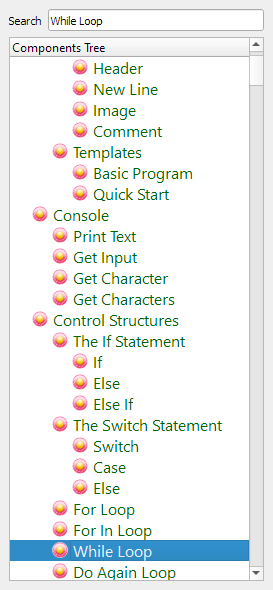 Search While Loop
Components Tree
Header
New Line
Image
Comment
Templates
Basic Program
Quick Start
Console
Print Text
Get Input
Get Character
Get Characters
Control Structures
The If Statement
If
Else
Else If
The Switch Statement
Switch
Case
Else
For Loop
For In Loop
While Loop
Do Again Loop